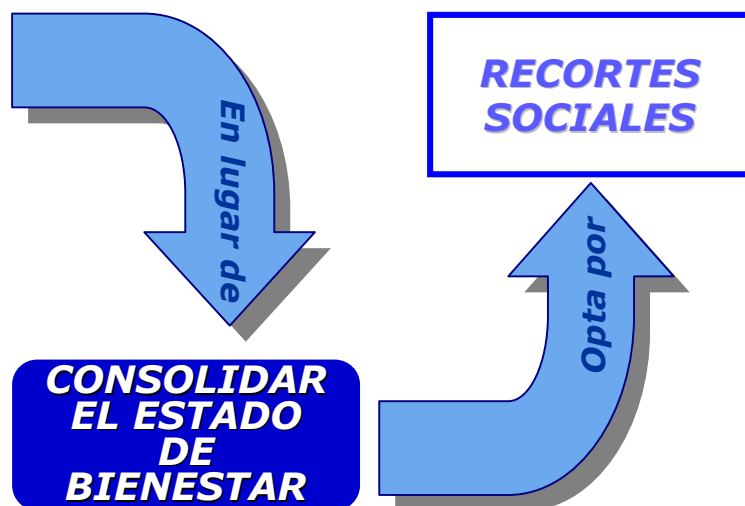 En lugar de
CONSOLIDAR
EL ESTADO
DE
BIENESTAR
Opta por
RECORTES
SOCIALES